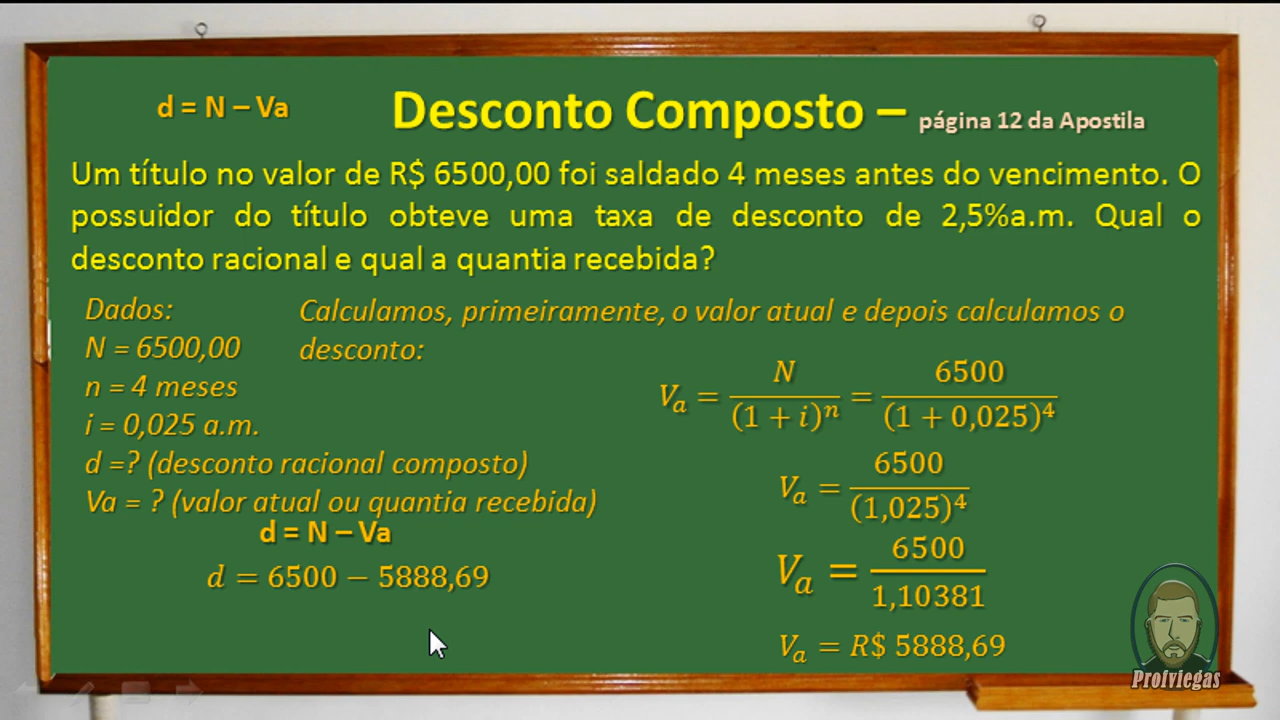 d = N – Va
Desconto Composto – página 12 da Apostila
Um título no valor de R$ 6500,00 foi saldado 4 meses antes do vencimento. O
possuidor do título obteve uma taxa de desconto de 2,5%a.m. Qual o
desconto racional e qual a quantia recebida?
Dados:
N = 6500,00
n = 4 meses
i = 0,025 a.m.
d =? (desconto racional composto)
Va = ? (valor atual ou quantia recebida)
d = N – Va
d = 6500 − 5888,69
Calculamos, primeiramente, o valor atual e depois calculamos o
desconto:
Vₐ = N / (1 + i)ⁿ = 6500 / (1 + 0,025)⁴
Vₐ = 6500 / (1,025)⁴
Vₐ = 6500 / 1,10381
Vₐ = R$ 5888,69
Profviegas